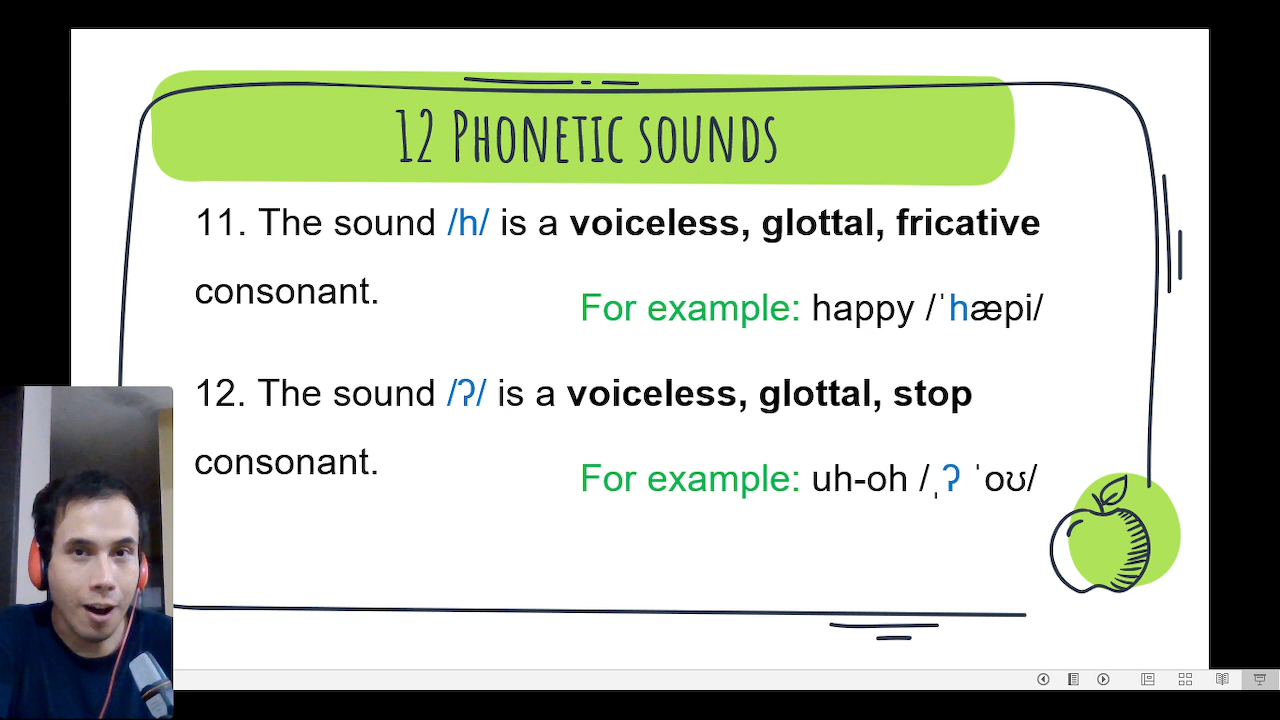 12 PHONETIC SOUNDS
11. The sound /h/ is a voiceless, glottal, fricative
consonant.
For example: happy /ˈhæpi/
12. The sound /ʔ/ is a voiceless, glottal, stop
consonant.
For example: uh-oh /ˌʔ ˈoʊ/